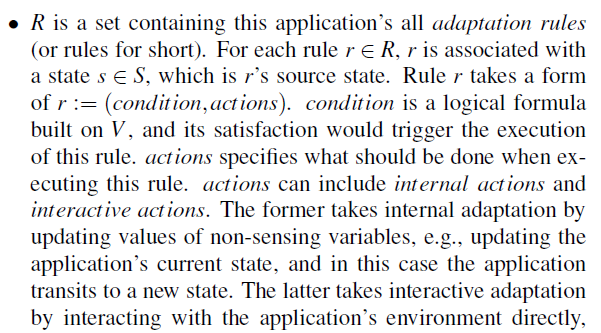 • R is a set containing this application's all adaptation rules
(or rules for short). For each rule r ∈ R, r is associated with
a state s ∈ S, which is r's source state. Rule r takes a form
of r := (condition,actions). condition is a logical formula
built on V, and its satisfaction would trigger the execution
of this rule. actions specifies what should be done when ex-
ecuting this rule. actions can include internal actions and
interactive actions. The former takes internal adaptation by
updating values of non-sensing variables, e.g., updating the
application's current state, and in this case the application
transits to a new state. The latter takes interactive adaptation
by interacting with the application's environment directly,